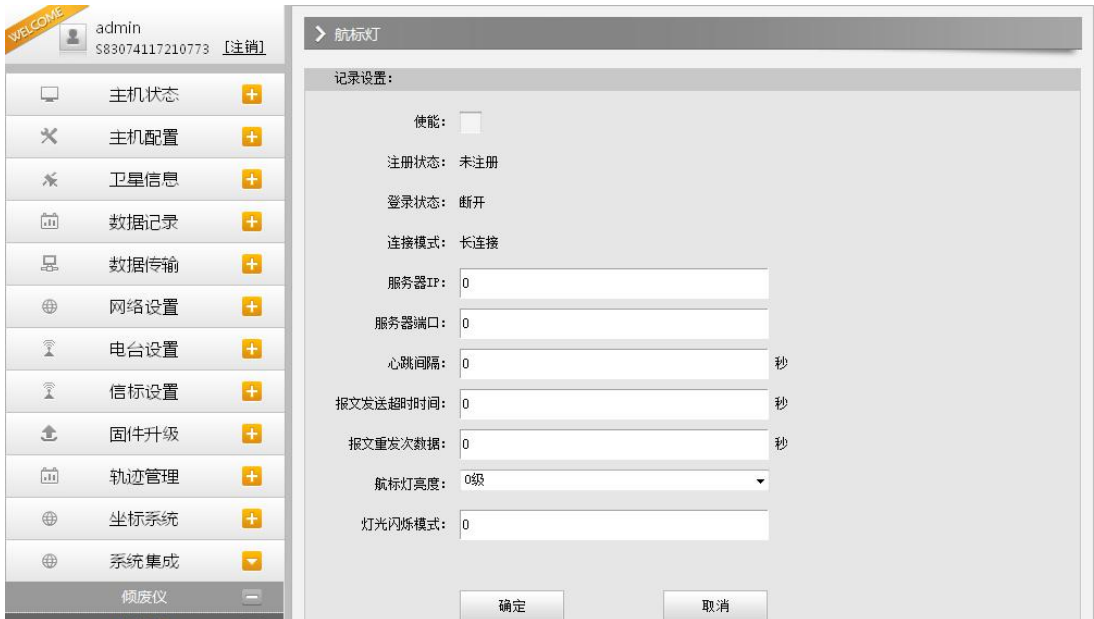 WELCOME
admin
S83074117210773 [注销]
主机状态
主机配置
卫星信息
数据记录
数据传输
网络设置
电台设置
信标设置
固件升级
轨迹管理
坐标系统
系统集成
倾废仪
航标灯
记录设置:
使能:
注册状态: 未注册
登录状态: 断开
连接模式: 长连接
服务器IP: 0
服务器端口: 0
心跳间隔: 0 秒
报文发送超时时间: 0 秒
报文重发次数据: 0 秒
航标灯亮度: 0级
灯光闪烁模式: 0
确定 取消